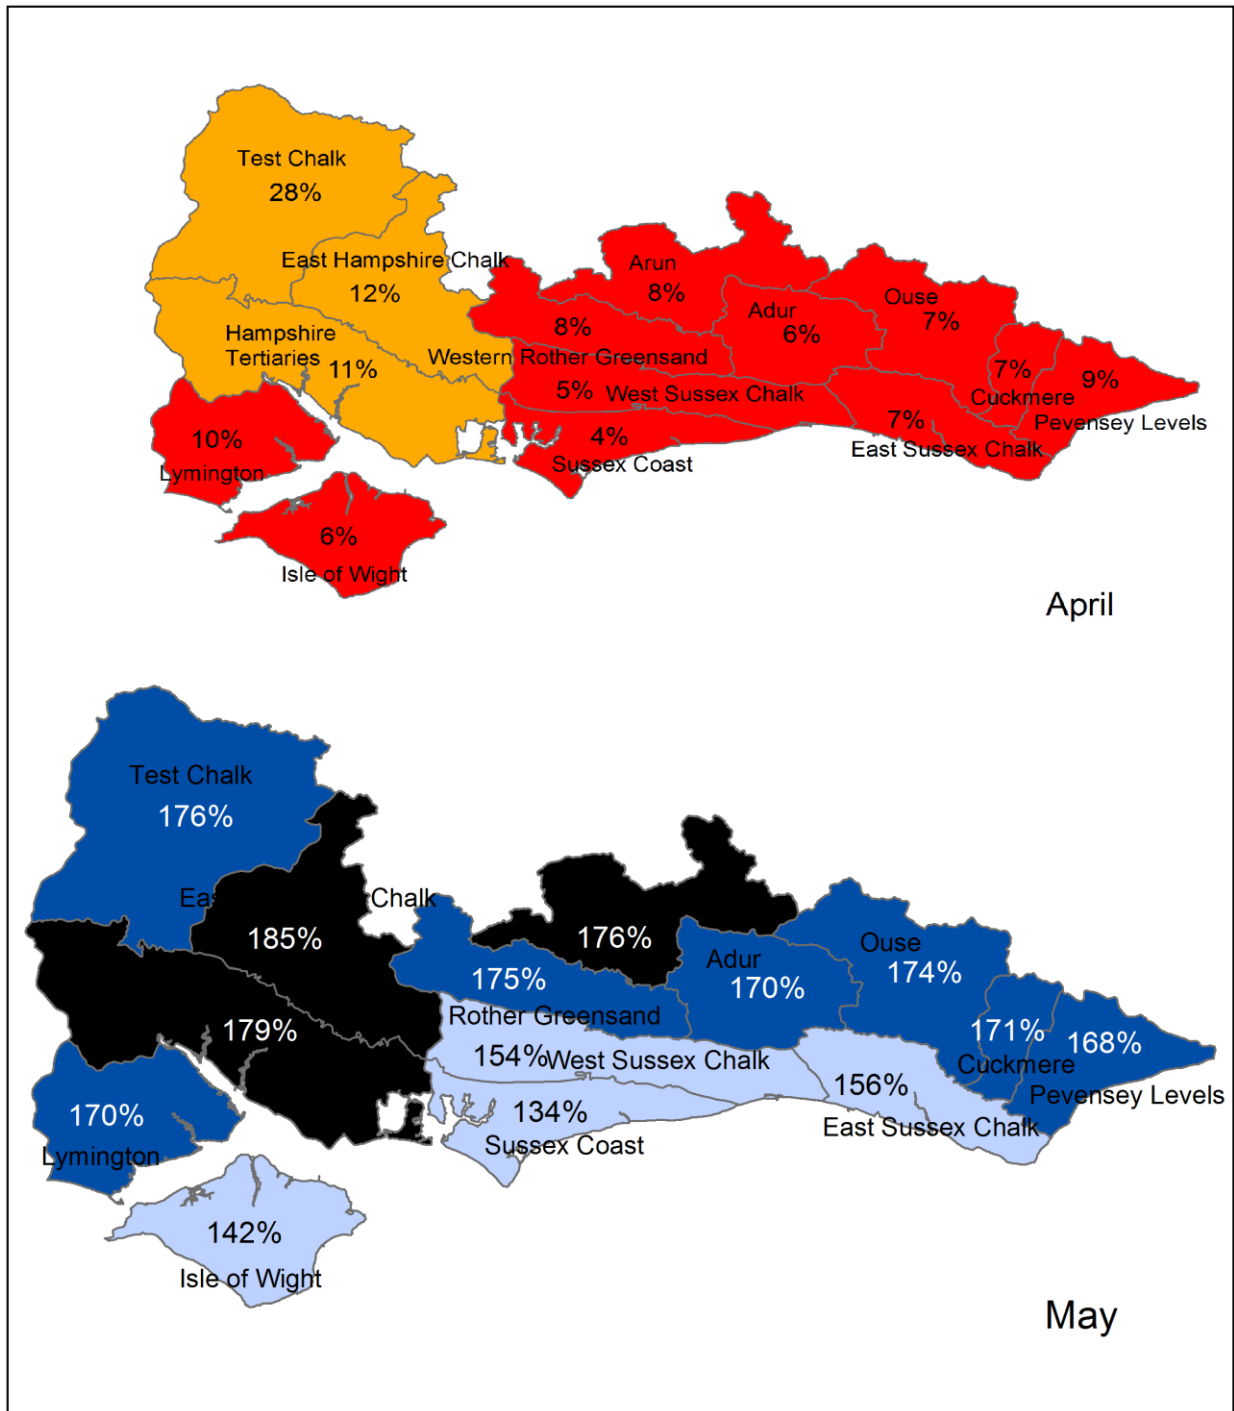 Test Chalk
28%
East Hampshire Chalk
12%
Hampshire
Tertiaries
11%
10%
Lymington
6%
Isle of Wight
Arun
8%
8%
Western Rother Greensand
Adur
6%
Ouse
7%
5%
West Sussex Chalk
4%
Sussex Coast
7%
East Sussex Chalk
7%
Cuckmere
9%
Pevensey Levels
April
Test Chalk
176%
Eas Chalk
185%
179%
170%
Lymington
142%
Isle of Wight
176%
175%
Rother Greensand
Adur
170%
Ouse
174%
154%
West Sussex Chalk
134%
Sussex Coast
156%
East Sussex Chalk
171%
Cuckmere
168%
Pevensey Levels
May